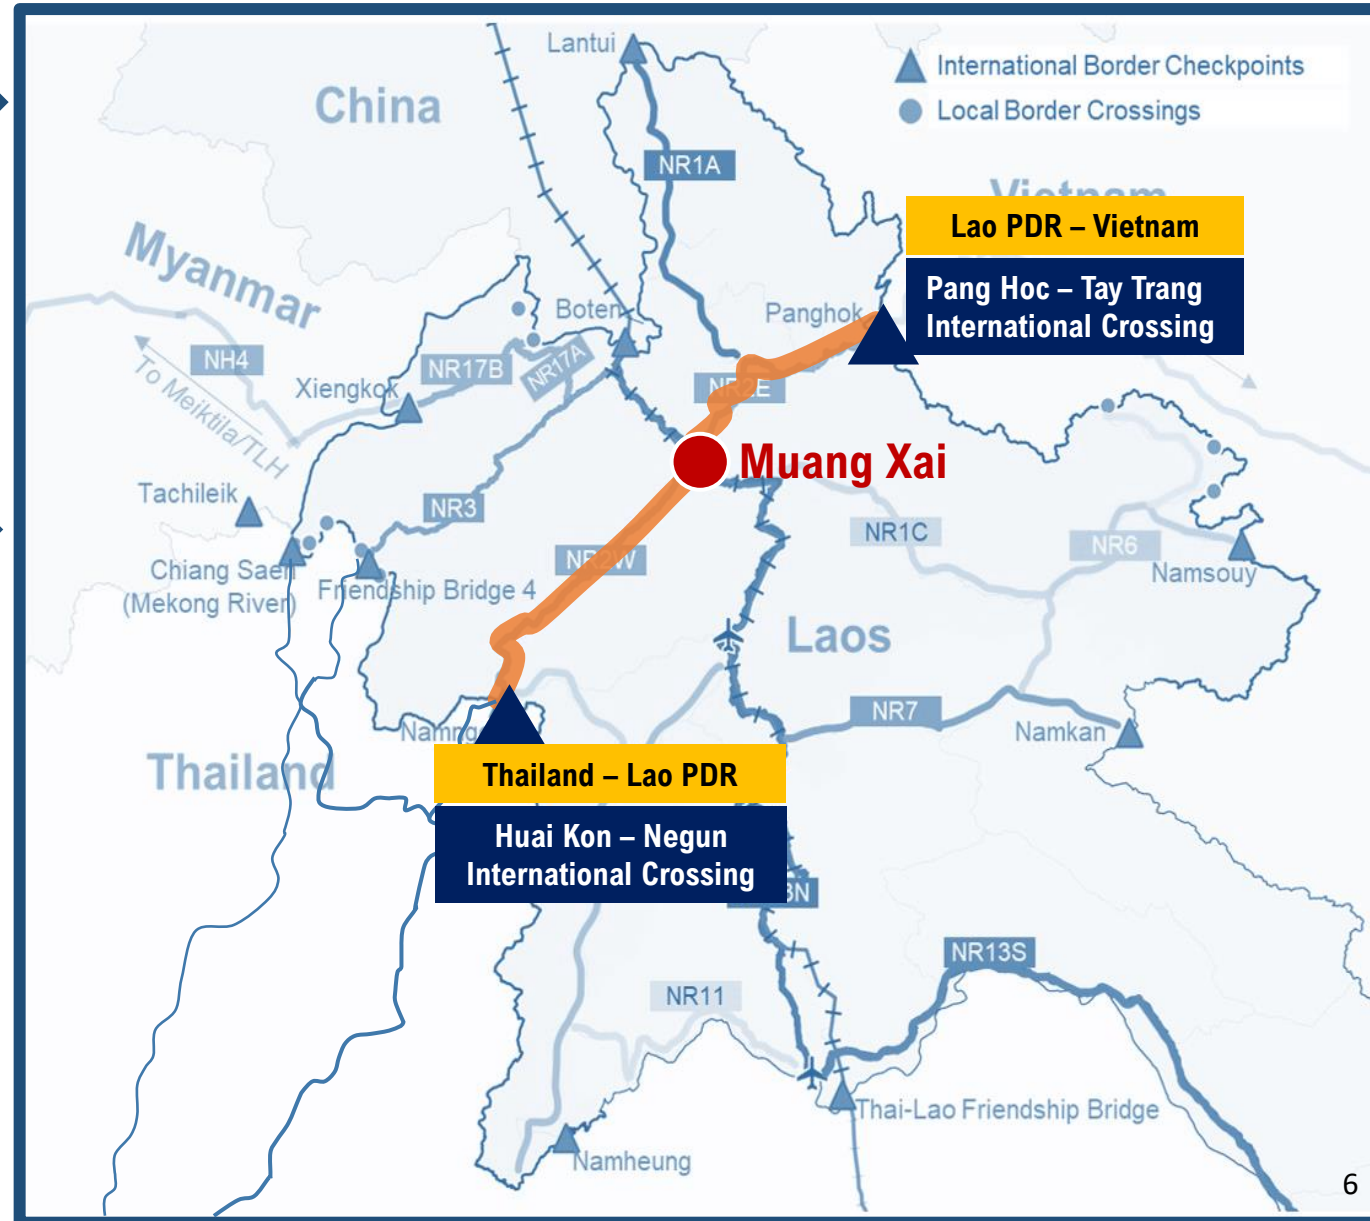 Lantui
International Border Checkpoints
China
Local Border Crossings
NR1A
Vietnam
Lao PDR – Vietnam
Myanmar
Pang Hoc – Tay Trang
International Crossing
Boten
Panghok
NH4
To Meiktila/TLH
NR17B
NR17A
Xiengkok
NR2E
Muang Xai
Tachileik
NR3
NR1C
NR6
NR2W
Chiang Saen
(Mekong River)
Friendship Bridge 4
Namsouy
Laos
NR7
Namkan
Thailand
Thailand – Lao PDR
Huai Kon – Negun
International Crossing
NR13S
NR11
Thai-Lao Friendship Bridge
Namheung
6